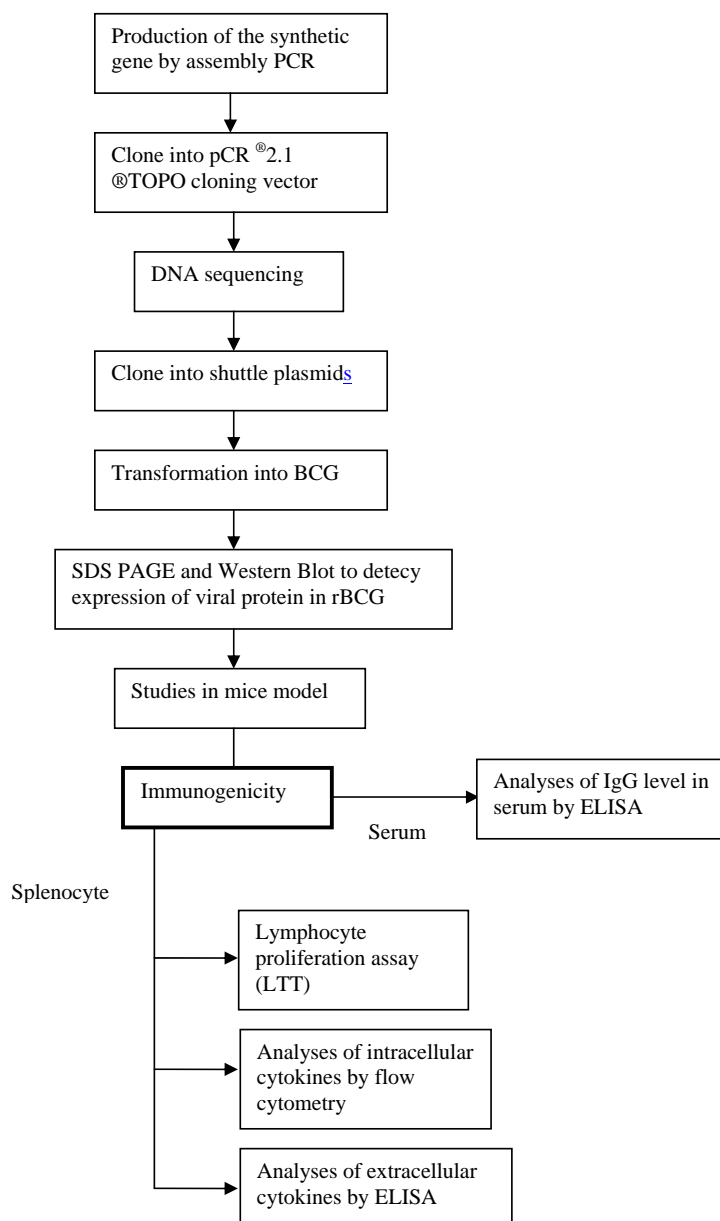 Production of the synthetic
gene by assembly PCR
Clone into pCR ®2.1
®TOPO cloning vector
DNA sequencing
Clone into shuttle plasmids
Transformation into BCG
SDS PAGE and Western Blot to detecy
expression of viral protein in rBCG
Studies in mice model
Immunogenicity
Analyses of IgG level in
serum by ELISA
Serum
Splenocyte
Lymphocyte
proliferation assay
(LTT)
Analyses of intracellular
cytokines by flow
cytometry
Analyses of extracellular
cytokines by ELISA